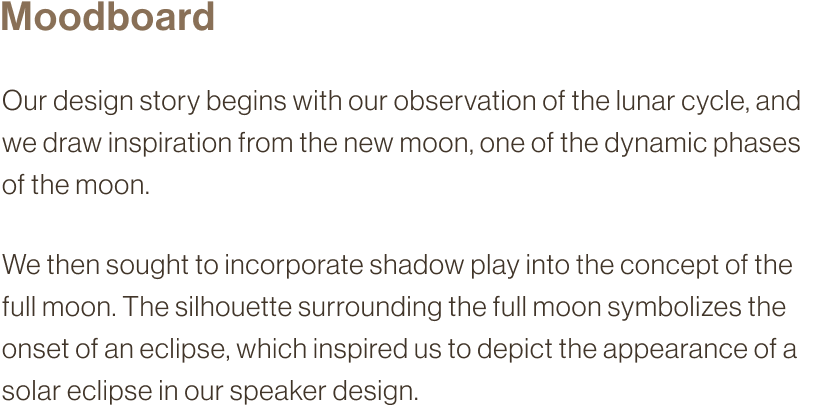 Moodboard
Our design story begins with our observation of the lunar cycle, and
we draw inspiration from the new moon, one of the dynamic phases
of the moon.
We then sought to incorporate shadow play into the concept of the
full moon. The silhouette surrounding the full moon symbolizes the
onset of an eclipse, which inspired us to depict the appearance of a
solar eclipse in our speaker design.